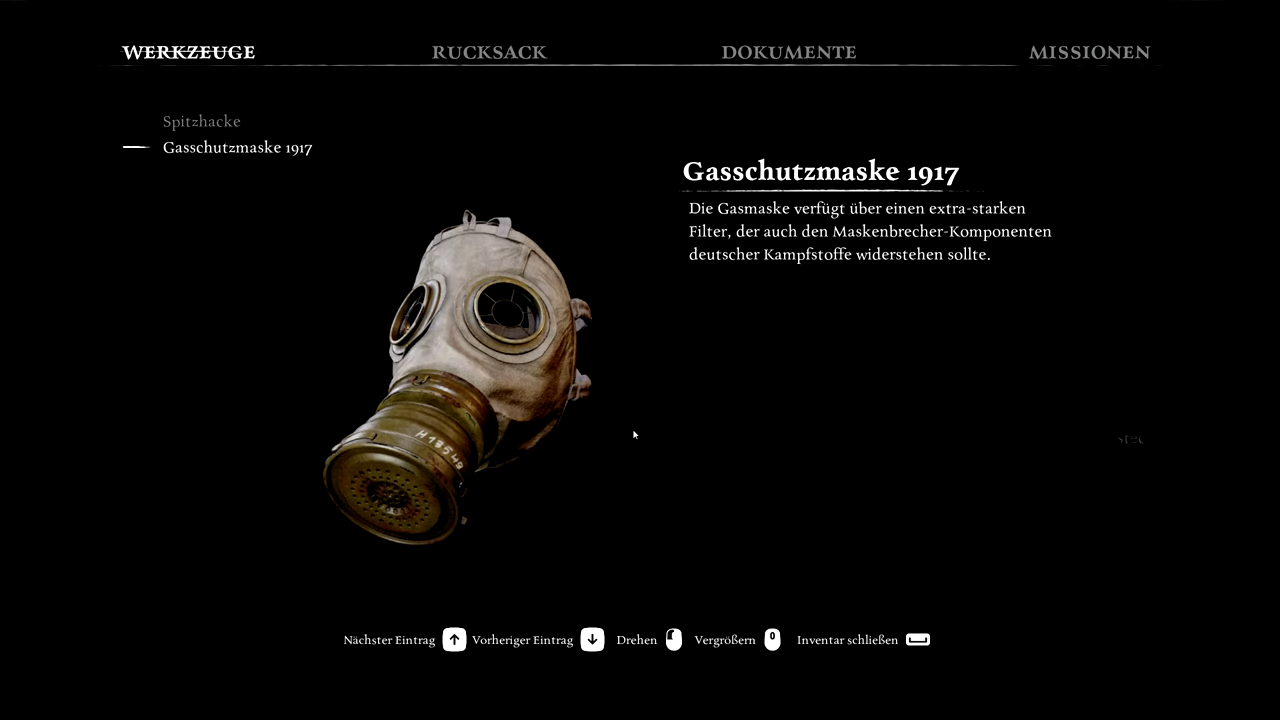 WERKZEUGE RUCKSACK DOKUMENTE MISSIONEN
Spitzhacke
Gasschutzmaske 1917
Gasschutzmaske 1917
Die Gasmaske verfügt über einen extra-starken
Filter, der auch den Maskenbrecher-Komponenten
deutscher Kampfstoffe widerstehen sollte.
H13549
Nächster Eintrag Vorheriger Eintrag Drehen Vergrößern Inventar schließen